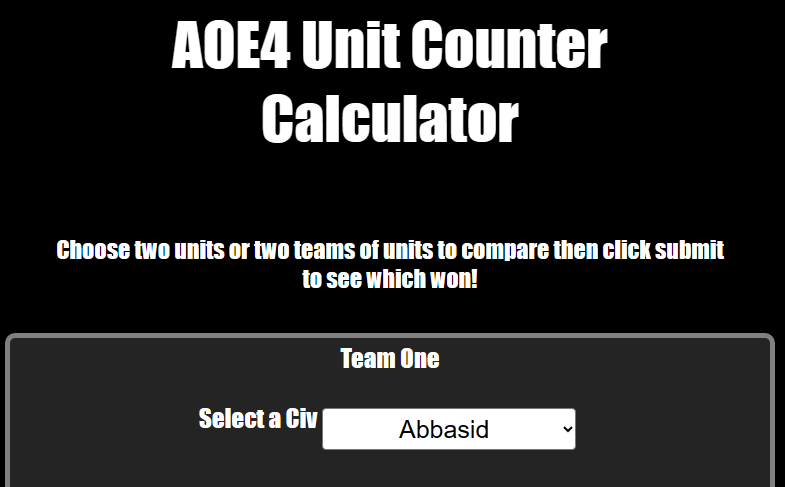 AOE4 Unit Counter
Calculator
Choose two units or two teams of units to compare then click submit
to see which won!
Team One
Select a Civ Abbasid